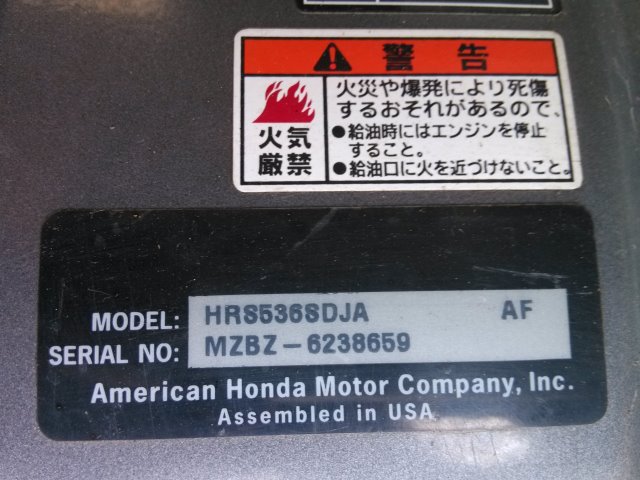 警告
火気
厳禁
火災や爆発により死傷
するおそれがあるので、
●給油時にはエンジンを停止
すること。
●給油口に火を近づけないこと。
MODEL: HRS536SDJA AF
SERIAL NO: MZBZ-6238659
American Honda Motor Company, Inc.
Assembled in USA